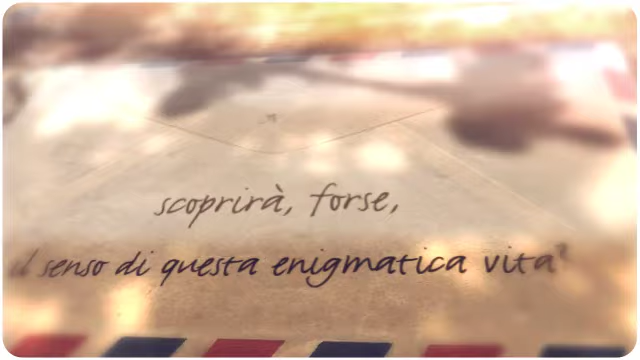 scoprirà, forse,
il senso di questa enigmatica vita?